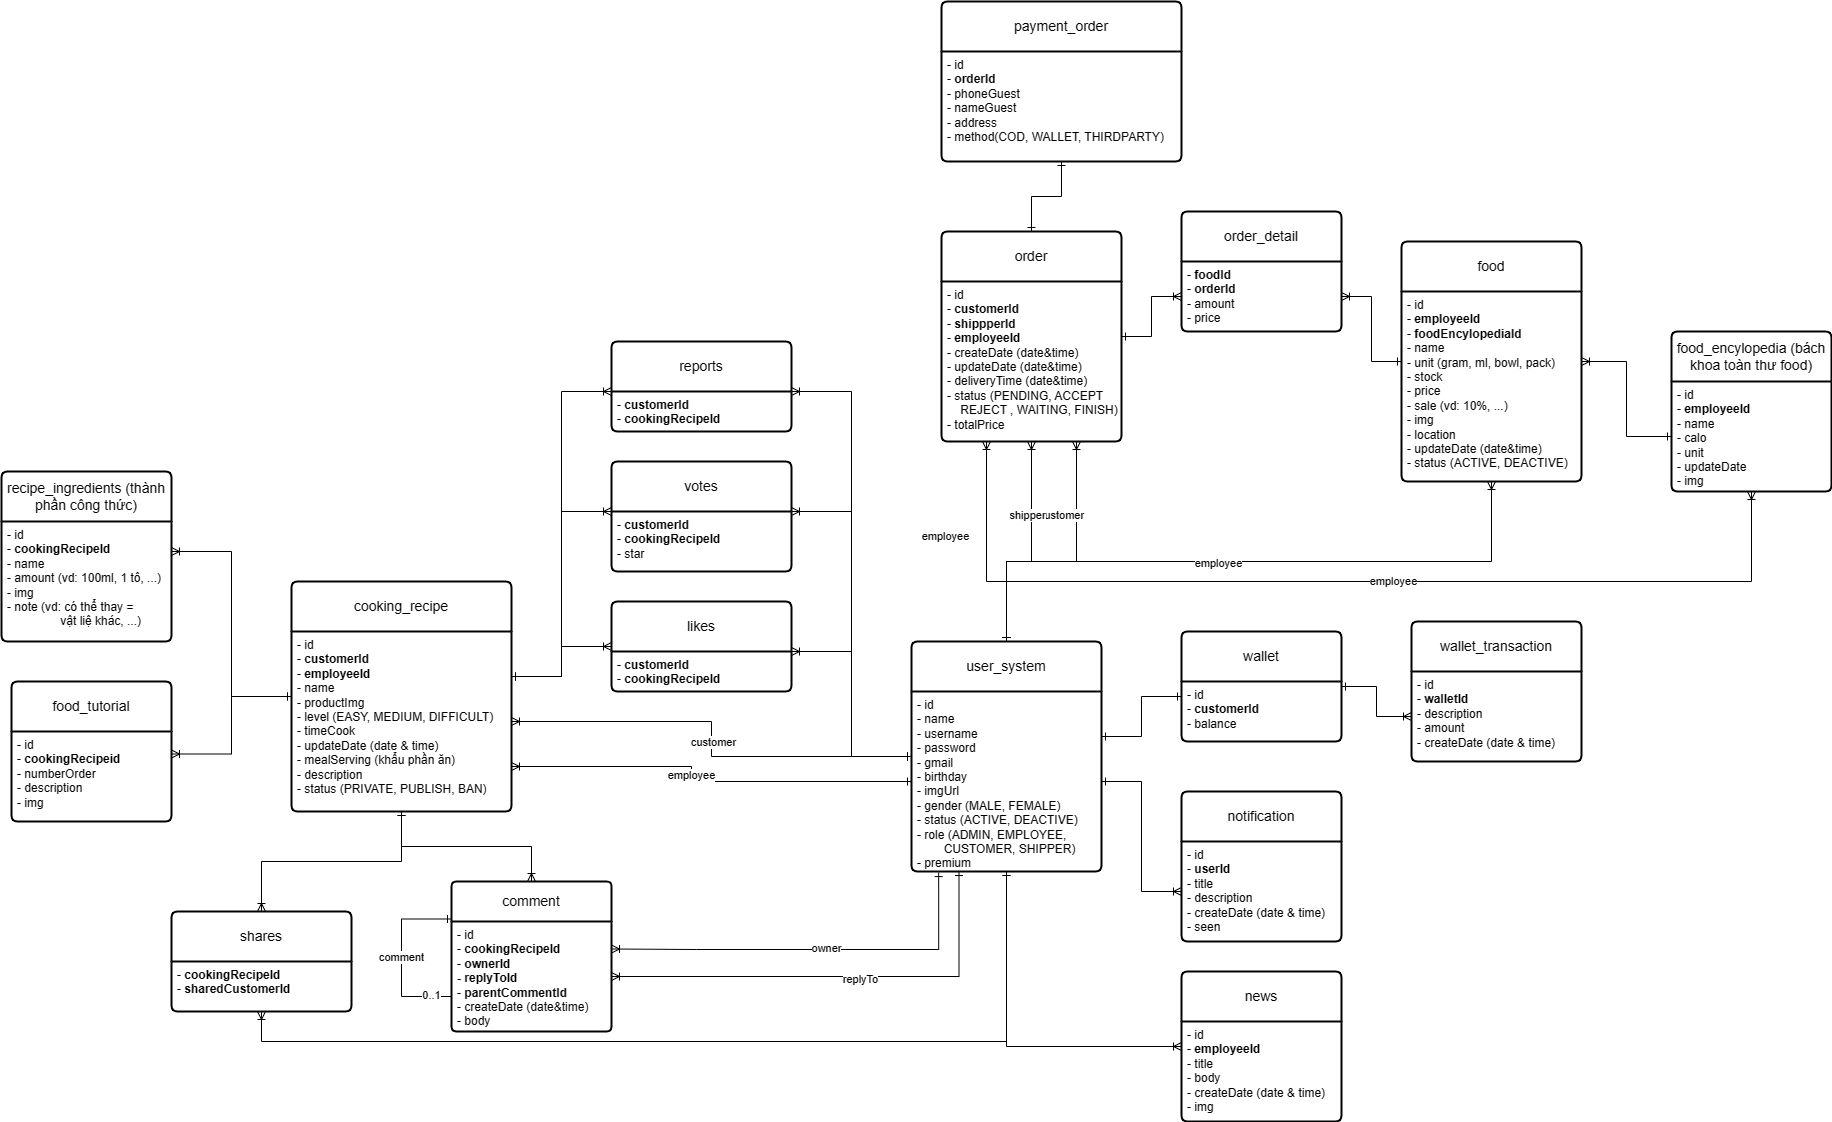 payment_order
- id
- orderId
- phoneGuest
- nameGuest
- address
- method(COD, WALLET, THIRDPARTY)
order
- id
- customerId
- shippperId
- employeeId
- createDate (date&time)
- updateDate (date&time)
- deliveryTime (date&time)
- status (PENDING, ACCEPT
REJECT , WAITING, FINISH)
- totalPrice
order_detail
- foodId
- orderId
- amount
- price
food
- id
- employeeId
- foodEncylopediaId
- name
- unit (gram, ml, bowl, pack)
- stock
- price
- sale (vd: 10%, ...)
- img
- location
- updateDate (date&time)
- status (ACTIVE, DEACTIVE)
food_encylopedia (bách
khoa toàn thư food)
- id
- employeeId
- name
- calo
- unit
- updateDate
- img
reports
- customerId
- cookingRecipeId
votes
- customerId
- cookingRecipeId
- star
likes
- customerId
- cookingRecipeId
recipe_ingredients (thành
phần công thức)
- id
- cookingRecipeId
- name
- amount (vd: 100ml, 1 tô, ...)
- img
- note (vd: có thể thay =
vật liệ khác, ...)
food_tutorial
- id
- cookingRecipeid
- numberOrder
- description
- img
cooking_recipe
- id
- customerId
- employeeId
- name
- productImg
- level (EASY, MEDIUM, DIFFICULT)
- timeCook
- updateDate (date & time)
- mealServing (khẩu phần ăn)
- description
- status (PRIVATE, PUBLISH, BAN)
customer
employee
employee
shipper
ustomer
employee
employee
user_system
- id
- name
- username
- password
- gmail
- birthday
- imgUrl
- gender (MALE, FEMALE)
- status (ACTIVE, DEACTIVE)
- role (ADMIN, EMPLOYEE,
CUSTOMER, SHIPPER)
- premium
wallet
- id
- customerId
- balance
wallet_transaction
- id
- walletId
- description
- amount
- createDate (date & time)
notification
- id
- userId
- title
- description
- createDate (date & time)
- seen
news
- id
- employeeId
- title
- body
- createDate (date & time)
- img
shares
- cookingRecipeId
- sharedCustomerId
comment
- id
- cookingRecipeId
- ownerId
- replyToId
- parentCommentId
- createDate (date&time)
- body
comment
0..1
owner
replyTo